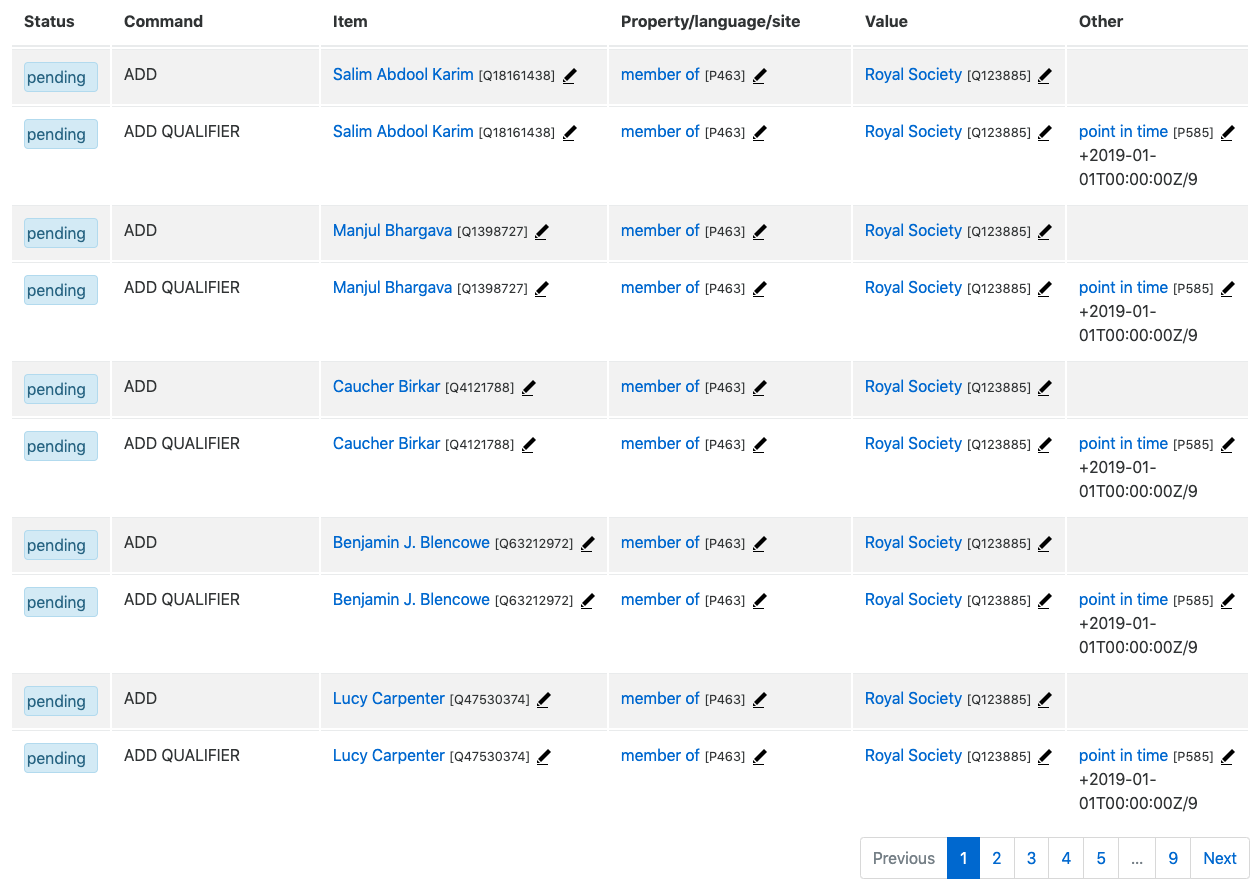 Status Command Item Property/language/site Value Other
pending ADD Salim Abdool Karim [Q18161438] member of [P463] Royal Society [Q123885]
pending ADD QUALIFIER Salim Abdool Karim [Q18161438] member of [P463] Royal Society [Q123885] point in time [P585]
+2019-01-
01T00:00:00Z/9
pending ADD Manjul Bhargava [Q1398727] member of [P463] Royal Society [Q123885]
pending ADD QUALIFIER Manjul Bhargava [Q1398727] member of [P463] Royal Society [Q123885] point in time [P585]
+2019-01-
01T00:00:00Z/9
pending ADD Caucher Birkar [Q4121788] member of [P463] Royal Society [Q123885]
pending ADD QUALIFIER Caucher Birkar [Q4121788] member of [P463] Royal Society [Q123885] point in time [P585]
+2019-01-
01T00:00:00Z/9
pending ADD Benjamin J. Blencowe [Q63212972] member of [P463] Royal Society [Q123885]
pending ADD QUALIFIER Benjamin J. Blencowe [Q63212972] member of [P463] Royal Society [Q123885] point in time [P585]
+2019-01-
01T00:00:00Z/9
pending ADD Lucy Carpenter [Q47530374] member of [P463] Royal Society [Q123885]
pending ADD QUALIFIER Lucy Carpenter [Q47530374] member of [P463] Royal Society [Q123885] point in time [P585]
+2019-01-
01T00:00:00Z/9
Previous 1 2 3 4 5 ... 9 Next